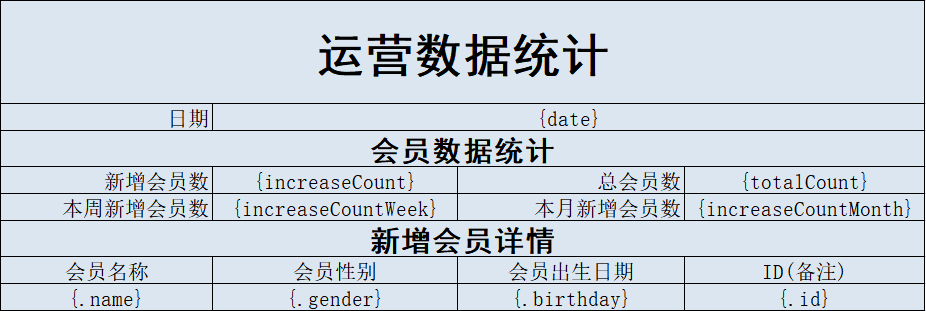 运营数据统计
日期 {date}
会员数据统计
新增会员数 {increaseCount} 总会员数 {totalCount}
本周新增会员数 {increaseCountWeek} 本月新增会员数 {increaseCountMonth}
新增会员详情
会员名称 会员性别 会员出生日期 ID(备注)
{.name} {.gender} {.birthday} {.id}